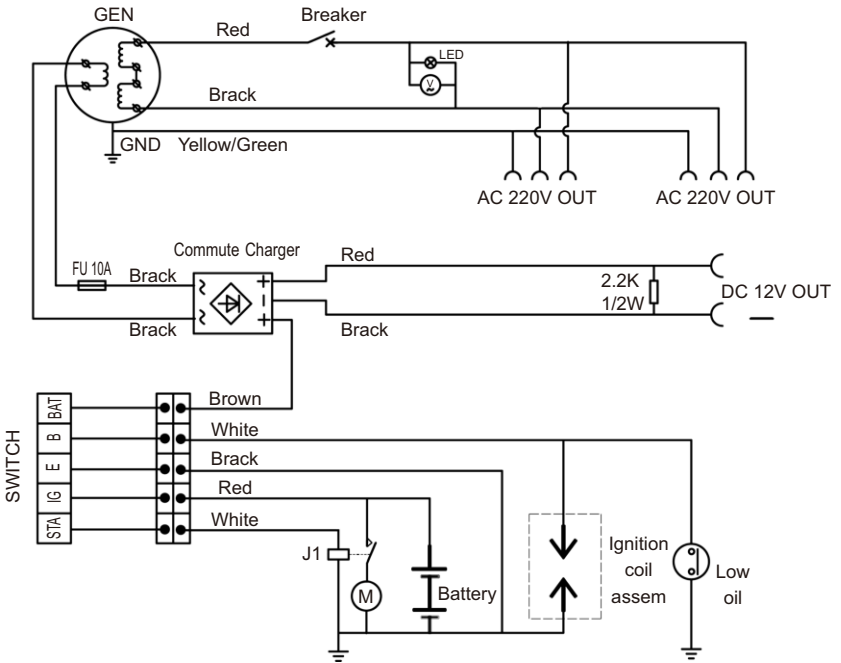 GEN
Breaker
Red
LED
V
Brack
GND Yellow/Green
AC 220V OUT
AC 220V OUT
Commute Charger
Red
FU 10A
Brack
2.2K
1/2W
DC 12V OUT
Brack
Brack
SWITCH
BAT
Brown
B
White
E
Brack
IG
Red
STA
White
J1
M
Battery
Ignition
coil
assem
Low
oil